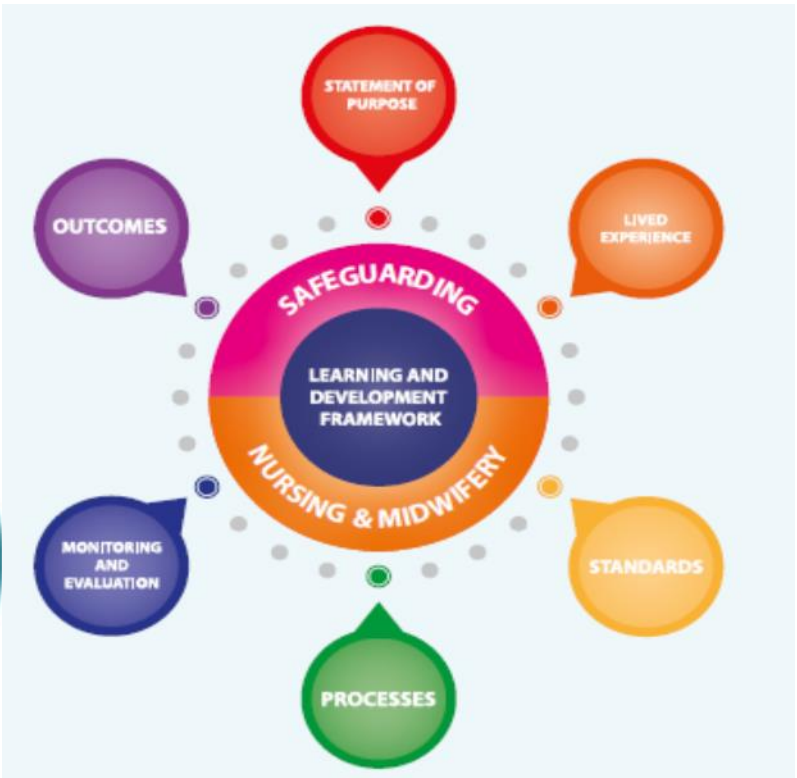 STATEMENT OF
PURPOSE
OUTCOMES
LIVED
EXPERIENCE
SAFEGUARDING
LEARNING AND
DEVELOPMENT
FRAMEWORK
NURSING & MIDWIFERY
MONITORING
AND
EVALUATION
STANDARDS
PROCESSES